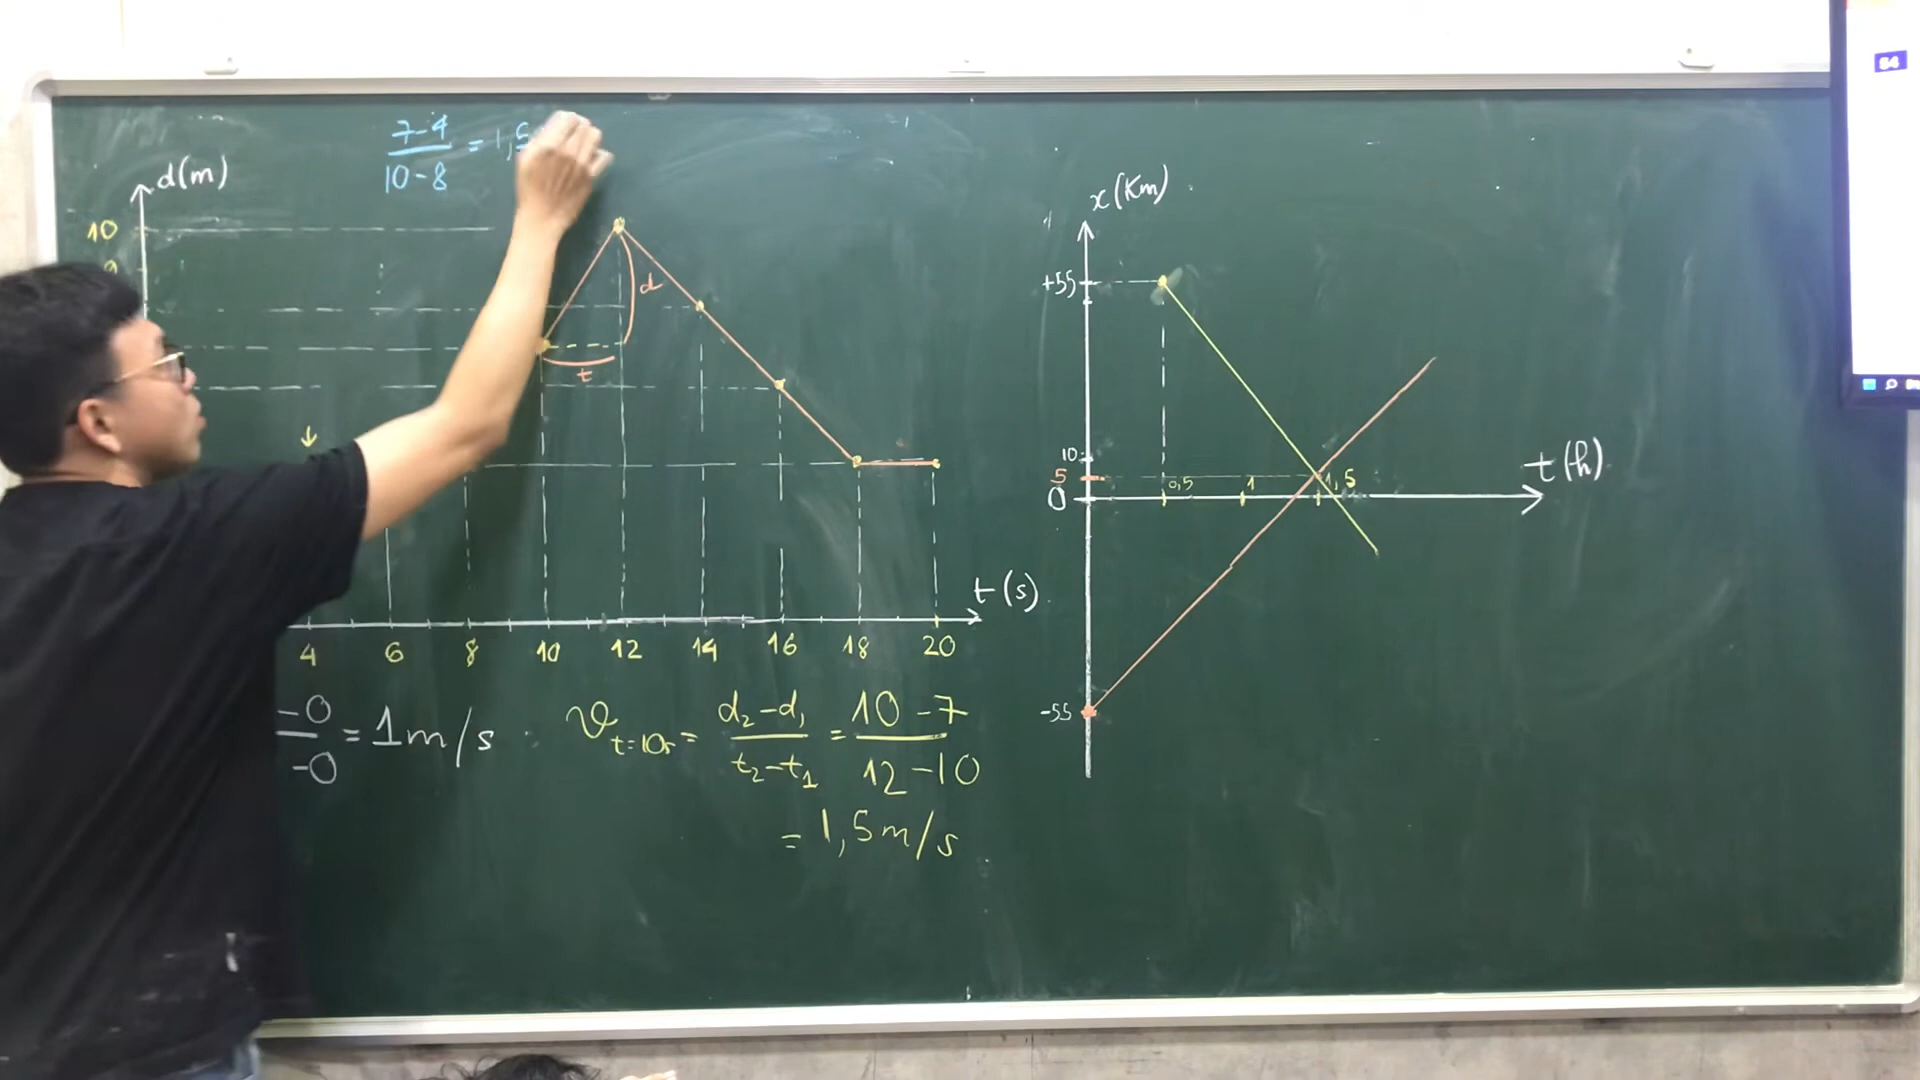 7-4
10-8
= 1,5
d(m)
10
9
d
t
4 6 8 10 12 14 16 18 20
t(s)
-0
-0
= 1m/s
v t=10s = d2-d1 / t2-t1 = 10-7 / 12-10
= 1,5m/s
x(Km)
+55
10
5
0
0,5 1 1,5
t(h)
-55
84